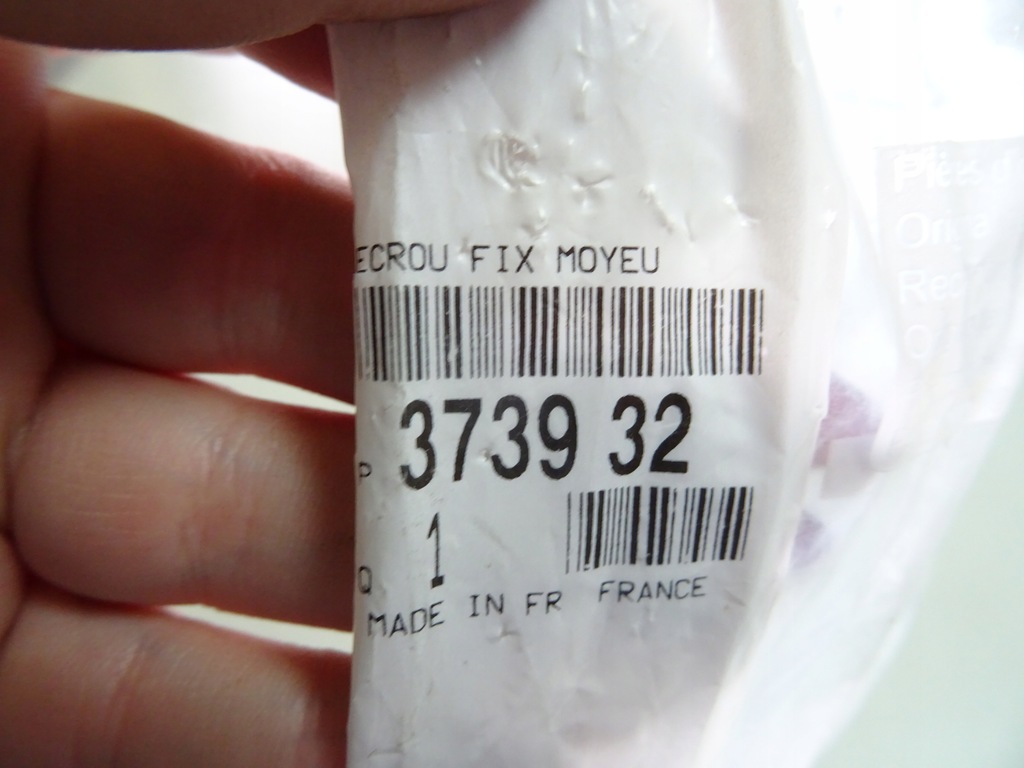 ECROU FIX MOYEU
P 3739 32
Q 1
MADE IN FR FRANCE